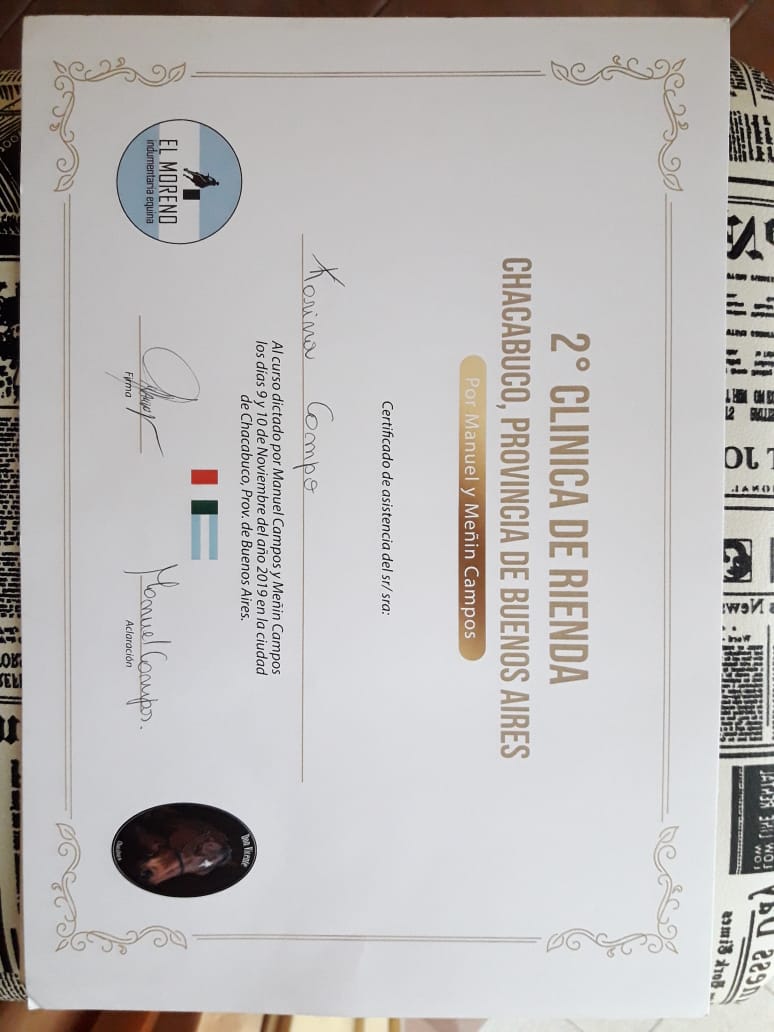 2° CLINICA DE RIENDA
CHACABUCO, PROVINCIA DE BUENOS AIRES
Por Manuel y Meñin Campos
Certificado de asistencia del sr/ sra:
Korina Campo
Al curso dictado por Manuel Campos y Meñin Campos
los días 9 y 10 de Noviembre del año 2019 en la ciudad
de Chacabuco, Prov. de Buenos Aires.
EL MORENO
indumentaria equina
Firma
Manuel Campos.
Aclaración
Don Vicente
Chacabuco